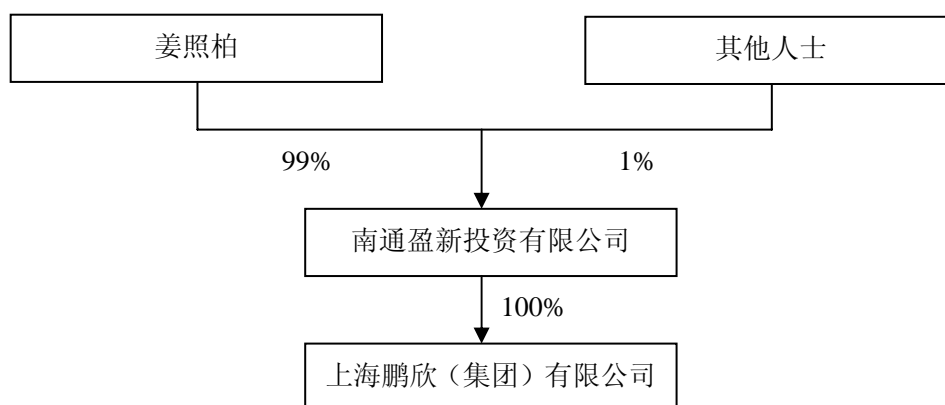 姜照柏
其他人士
99%
1%
南通盈新投资有限公司
100%
上海鹏欣（集团）有限公司